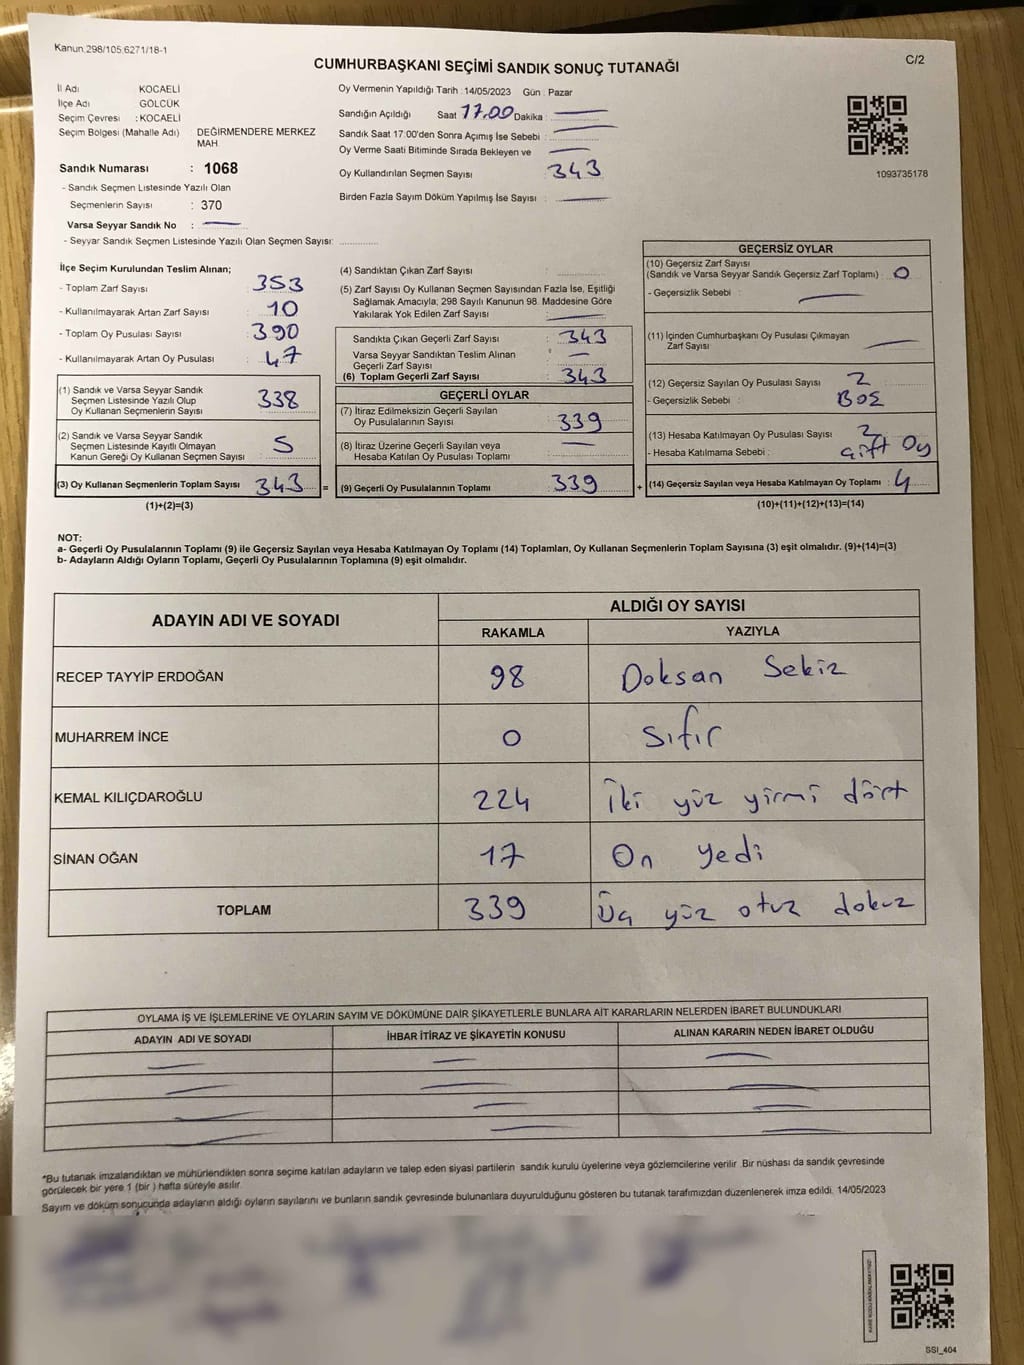 Kanun.298/105.6271/18-1
C/2
CUMHURBAŞKANI SEÇİMİ SANDIK SONUÇ TUTANAĞI
İl Adı KOCAELİ
İlçe Adı GÖLCÜK
Seçim Çevresi : KOCAELİ
Seçim Bölgesi (Mahalle Adı) DEĞİRMENDERE MERKEZ
MAH.
Sandık Numarası : 1068
- Sandık Seçmen Listesinde Yazılı Olan
Seçmenlerin Sayısı : 370
Varsa Seyyar Sandık No :
- Seyyar Sandık Seçmen Listesinde Yazılı Olan Seçmen Sayısı:
Oy Vermenin Yapıldığı Tarih :14/05/2023 Gün : Pazar
Sandığın Açıldığı Saat 17.00 Dakika :
Sandık Saat 17:00'den Sonra Açımış İse Sebebi :
Oy Verme Saati Bitiminde Sırada Bekleyen ve
Oy Kullandırılan Seçmen Sayısı 343
Birden Fazla Sayım Döküm Yapılmış İse Sayısı :
1093735178
İlçe Seçim Kurulundan Teslim Alınan;
- Toplam Zarf Sayısı : 353
- Kullanılmayarak Artan Zarf Sayısı : 10
- Toplam Oy Pusulası Sayısı : 390
- Kullanılmayarak Artan Oy Pusulası : 47
(1) Sandık ve Varsa Seyyar Sandık
Seçmen Listesinde Yazılı Olup
Oy Kullanan Seçmenlerin Sayısı 338
(2) Sandık ve Varsa Seyyar Sandık
Seçmen Listesinde Kayıtlı Olmayan
Kanun Gereği Oy Kullanan Seçmen Sayısı 5
(3) Oy Kullanan Seçmenlerin Toplam Sayısı 343 =
(1)+(2)=(3)
(4) Sandıktan Çıkan Zarf Sayısı :
(5) Zarf Sayısı Oy Kullanan Seçmen Sayısından Fazla İse, Eşitliği
Sağlamak Amacıyla; 298 Sayılı Kanunun 98. Maddesine Göre
Yakılarak Yok Edilen Zarf Sayısı :
Sandıkta Çıkan Geçerli Zarf Sayısı : 343
Varsa Seyyar Sandıktan Teslim Alınan
Geçerli Zarf Sayısı :
(6) Toplam Geçerli Zarf Sayısı : 343
GEÇERLİ OYLAR
(7) İtiraz Edilmeksizin Geçerli Sayılan
Oy Pusulalarının Sayısı : 339
(8) İtiraz Üzerine Geçerli Sayılan veya
Hesaba Katılan Oy Pusulası Toplamı :
(9) Geçerli Oy Pusulalarının Toplamı : 339 +
GEÇERSİZ OYLAR
(10) Geçersiz Zarf Sayısı
(Sandık ve Varsa Seyyar Sandık Geçersiz Zarf Toplamı) : 0
- Geçersizlik Sebebi :
(11) İçinden Cumhurbaşkanı Oy Pusulası Çıkmayan
Zarf Sayısı :
(12) Geçersiz Sayılan Oy Pusulası Sayısı : 2
- Geçersizlik Sebebi : BOŞ
(13) Hesaba Katılmayan Oy Pusulası Sayısı : 2
- Hesaba Katılmama Sebebi : Çift Oy
(14) Geçersiz Sayılan veya Hesaba Katılmayan Oy Toplamı : 4
(10)+(11)+(12)+(13)=(14)
NOT:
a- Geçerli Oy Pusulalarının Toplamı (9) ile Geçersiz Sayılan veya Hesaba Katılmayan Oy Toplamı (14) Toplamları, Oy Kullanan Seçmenlerin Toplam Sayısına (3) eşit olmalıdır. (9)+(14)=(3)
b- Adayların Aldığı Oyların Toplamı, Geçerli Oy Pusulalarının Toplamına (9) eşit olmalıdır.
ADAYIN ADI VE SOYADI ALDIĞI OY SAYISI
RAKAMLA YAZIYLA
RECEP TAYYİP ERDOĞAN 98 Doksan Sekiz
MUHARREM İNCE 0 Sıfır
KEMAL KILIÇDAROĞLU 224 İki yüz yirmi dört
SİNAN OĞAN 17 On yedi
TOPLAM 339 Üç yüz otuz dokuz
OYLAMA İŞ VE İŞLEMLERİNE VE OYLARIN SAYIM VE DÖKÜMÜNE DAİR ŞİKAYETLERLE BUNLARA AİT KARARLARIN NELERDEN İBARET BULUNDUKLARI
ADAYIN ADI VE SOYADI İHBAR İTİRAZ VE ŞİKAYETİN KONUSU ALINAN KARARIN NEDEN İBARET OLDUĞU
*Bu tutanak imzalandıktan ve mühürlendikten sonra seçime katılan adayların ve talep eden siyasi partilerin sandık kurulu üyelerine veya gözlemcilerine verilir. Bir nüshası da sandık çevresinde
görülecek bir yere 1 (bir ) hafta süreyle asılır.
Sayım ve döküm sonucunda adayların aldığı oyların sayılarını ve bunların sandık çevresinde bulunanlara duyurulduğunu gösteren bu tutanak tarafımızdan düzenlenerek imza edildi. 14/05/2023
SSI_404